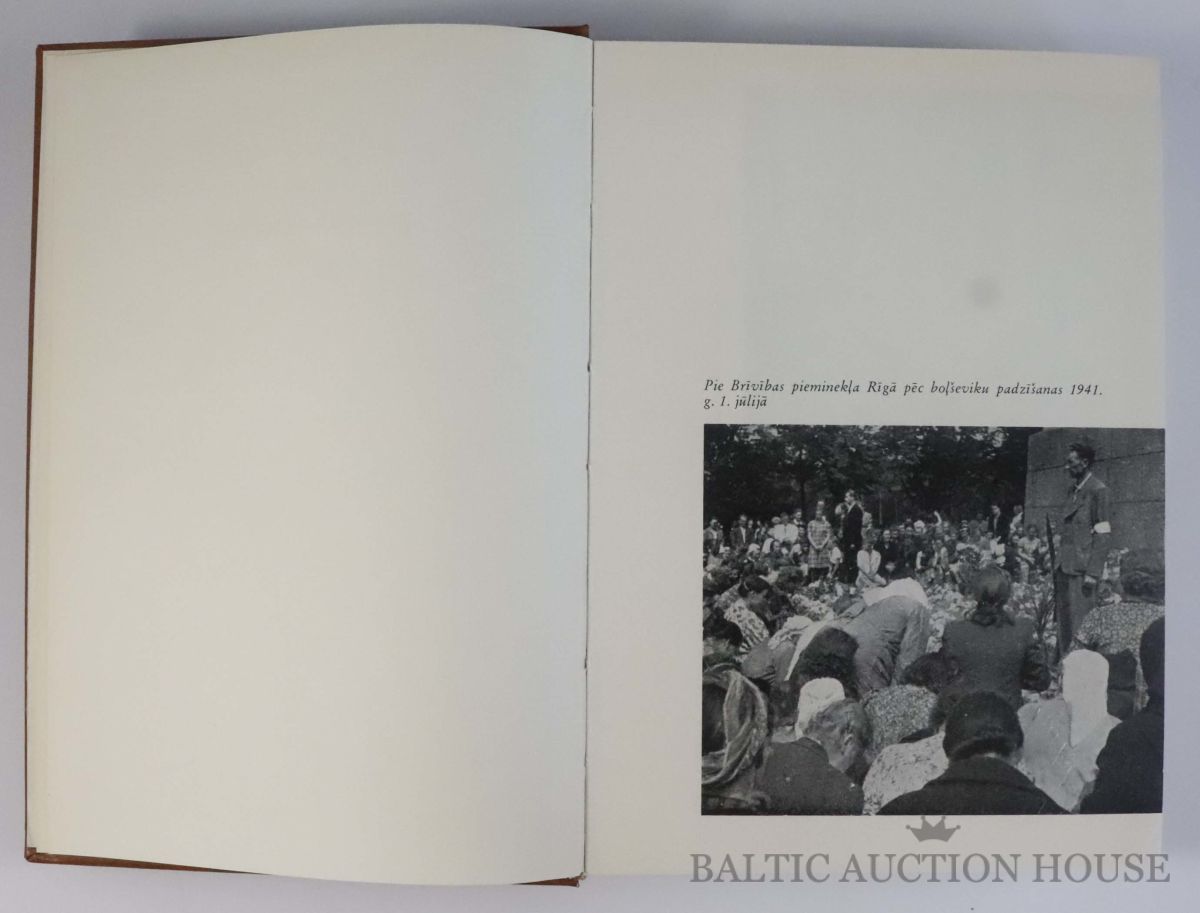 Pie Brīvības pieminekļa Rīgā pēc boļševiku padzīšanas 1941.
g. 1. jūlijā
BALTIC AUCTION HOUSE